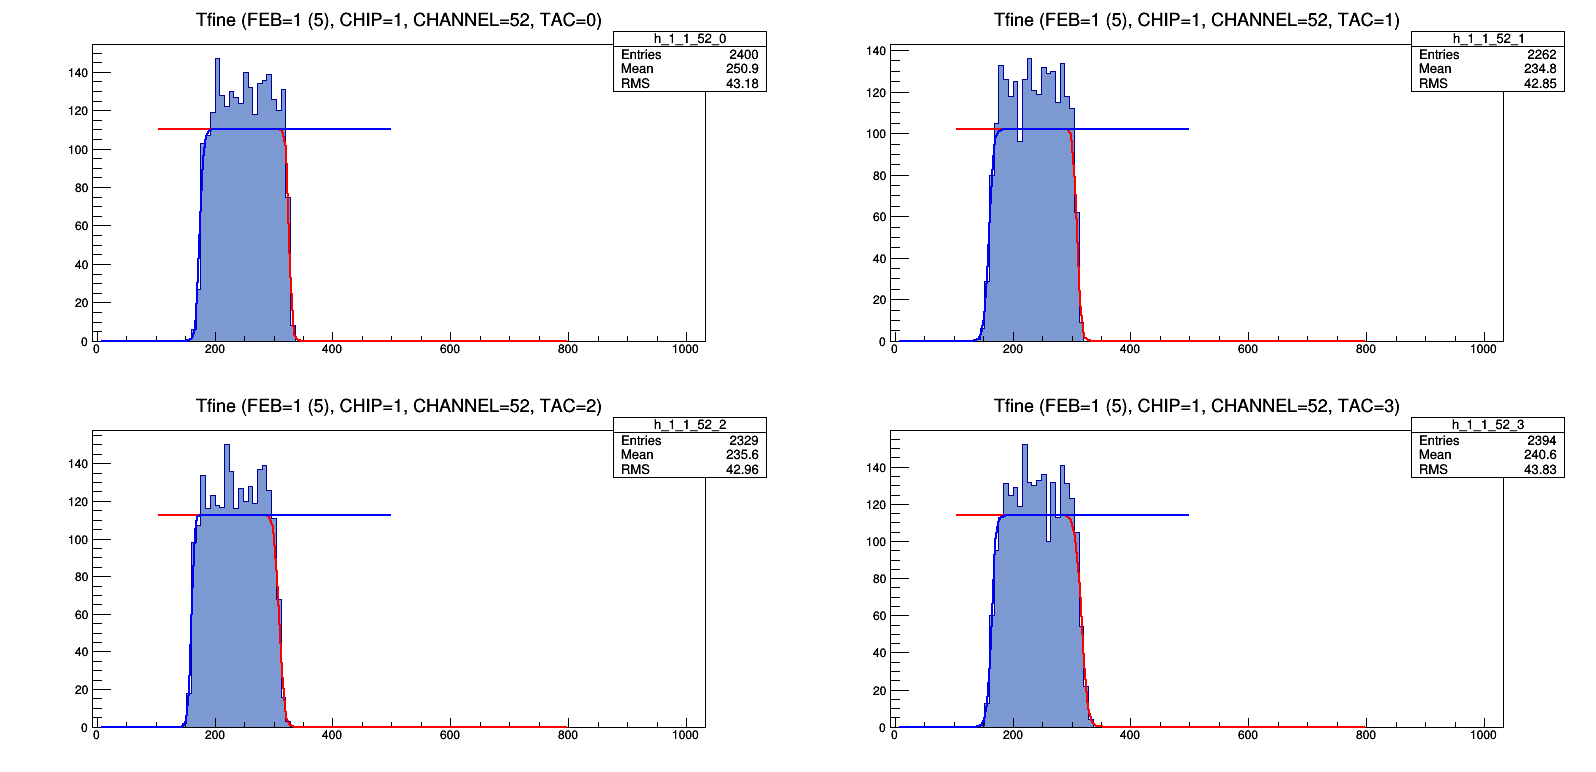 Tfine (FEB=1 (5), CHIP=1, CHANNEL=52, TAC=0)
h_1_1_52_0
Entries 2400
Mean 250.9
RMS 43.18
140
120
100
80
60
40
20
0
0 200 400 600 800 1000
Tfine (FEB=1 (5), CHIP=1, CHANNEL=52, TAC=1)
h_1_1_52_1
Entries 2262
Mean 234.8
RMS 42.85
140
120
100
80
60
40
20
0
0 200 400 600 800 1000
Tfine (FEB=1 (5), CHIP=1, CHANNEL=52, TAC=2)
h_1_1_52_2
Entries 2329
Mean 235.6
RMS 42.96
140
120
100
80
60
40
20
0
0 200 400 600 800 1000
Tfine (FEB=1 (5), CHIP=1, CHANNEL=52, TAC=3)
h_1_1_52_3
Entries 2394
Mean 240.6
RMS 43.83
140
120
100
80
60
40
20
0
0 200 400 600 800 1000